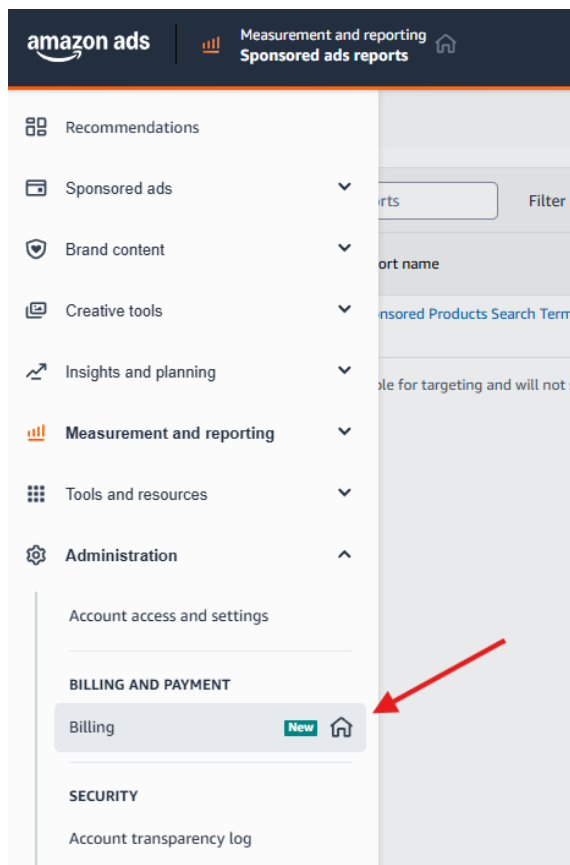 amazon ads
Measurement and reporting
Sponsored ads reports
Recommendations
Sponsored ads
Brand content
Creative tools
Insights and planning
Measurement and reporting
Tools and resources
Administration
Account access and settings
BILLING AND PAYMENT
Billing
New
SECURITY
Account transparency log
rts
Filter
ort name
nsored Products Search Term
ble for targeting and will not